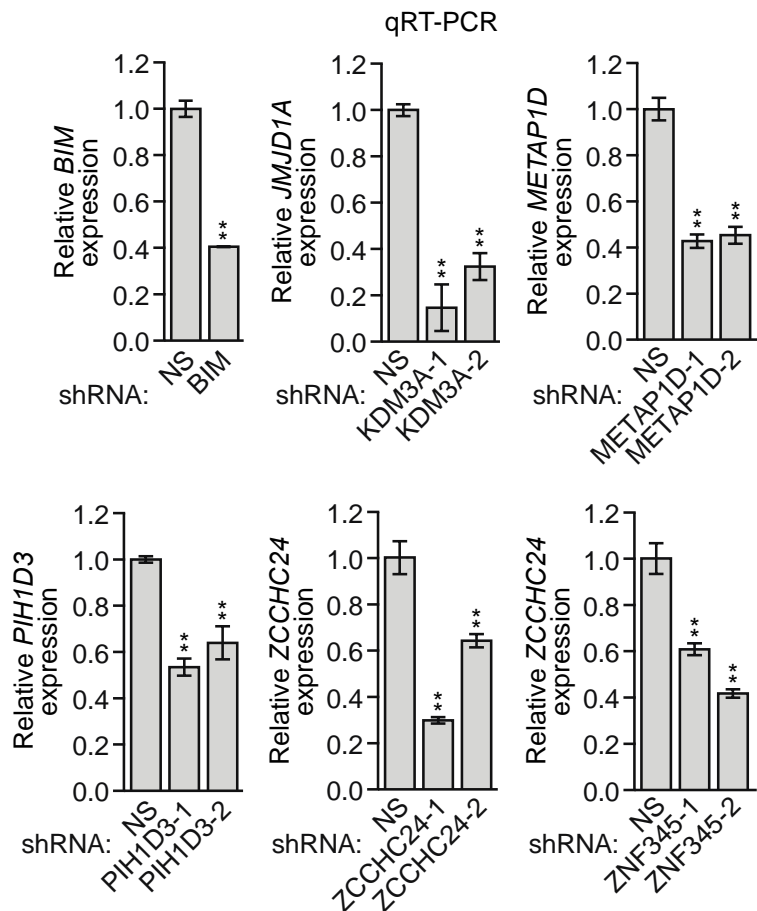 qRT-PCR
Relative BIM
expression
1.2
1.0
0.8
0.6
0.4
0.2
0.0
**
shRNA:
NS
BIM
Relative JMJD1A
expression
1.2
1.0
0.8
0.6
0.4
0.2
0.0
**
**
shRNA:
NS
KDM3A-1
KDM3A-2
Relative METAP1D
expression
1.2
1.0
0.8
0.6
0.4
0.2
0.0
**
**
shRNA:
NS
METAP1D-1
METAP1D-2
Relative PIH1D3
expression
1.2
1.0
0.8
0.6
0.4
0.2
0.0
**
**
shRNA:
NS
PIH1D3-1
PIH1D3-2
Relative ZCCHC24
expression
1.2
1.0
0.8
0.6
0.4
0.2
0.0
**
**
shRNA:
NS
ZCCHC24-1
ZCCHC24-2
Relative ZCCHC24
expression
1.2
1.0
0.8
0.6
0.4
0.2
0.0
**
**
shRNA:
NS
ZNF345-1
ZNF345-2